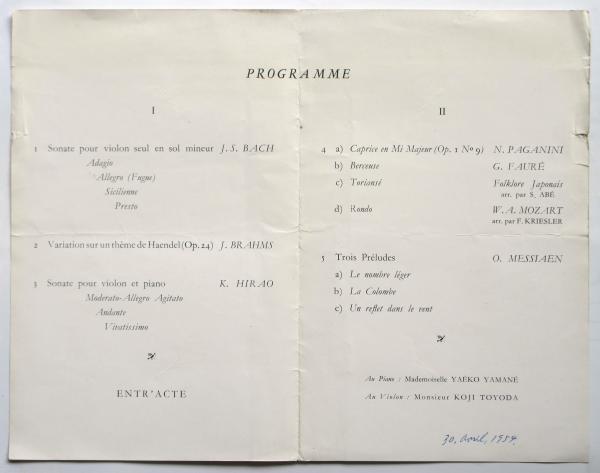 PROGRAMME
I
1 Sonate pour violon seul en sol mineur J. S. BACH
Adagio
Allegro (Fugue)
Sicilienne
Presto
2 Variation sur un thème de Haendel (Op. 24) J. BRAHMS
3 Sonate pour violon et piano K. HIRAO
Moderato-Allegro Agitato
Andante
Vivatissimo
ENTR'ACTE
II
4 a) Caprice en Mi Majeur (Op. 1 Nº 9) N. PAGANINI
b) Berceuse G. FAURÉ
c) Toriansé Folklore Japonais
arr. par S. ABÉ
d) Rondo W. A. MOZART
arr. par F. KRIESLER
5 Trois Préludes O. MESSIAEN
a) Le nombre léger
b) La Colombe
c) Un reflet dans le vent
Au Piano : Mademoiselle YAÉKO YAMANÉ
Au Violon : Monsieur KOJI TOYODA
30, avril, 1954.